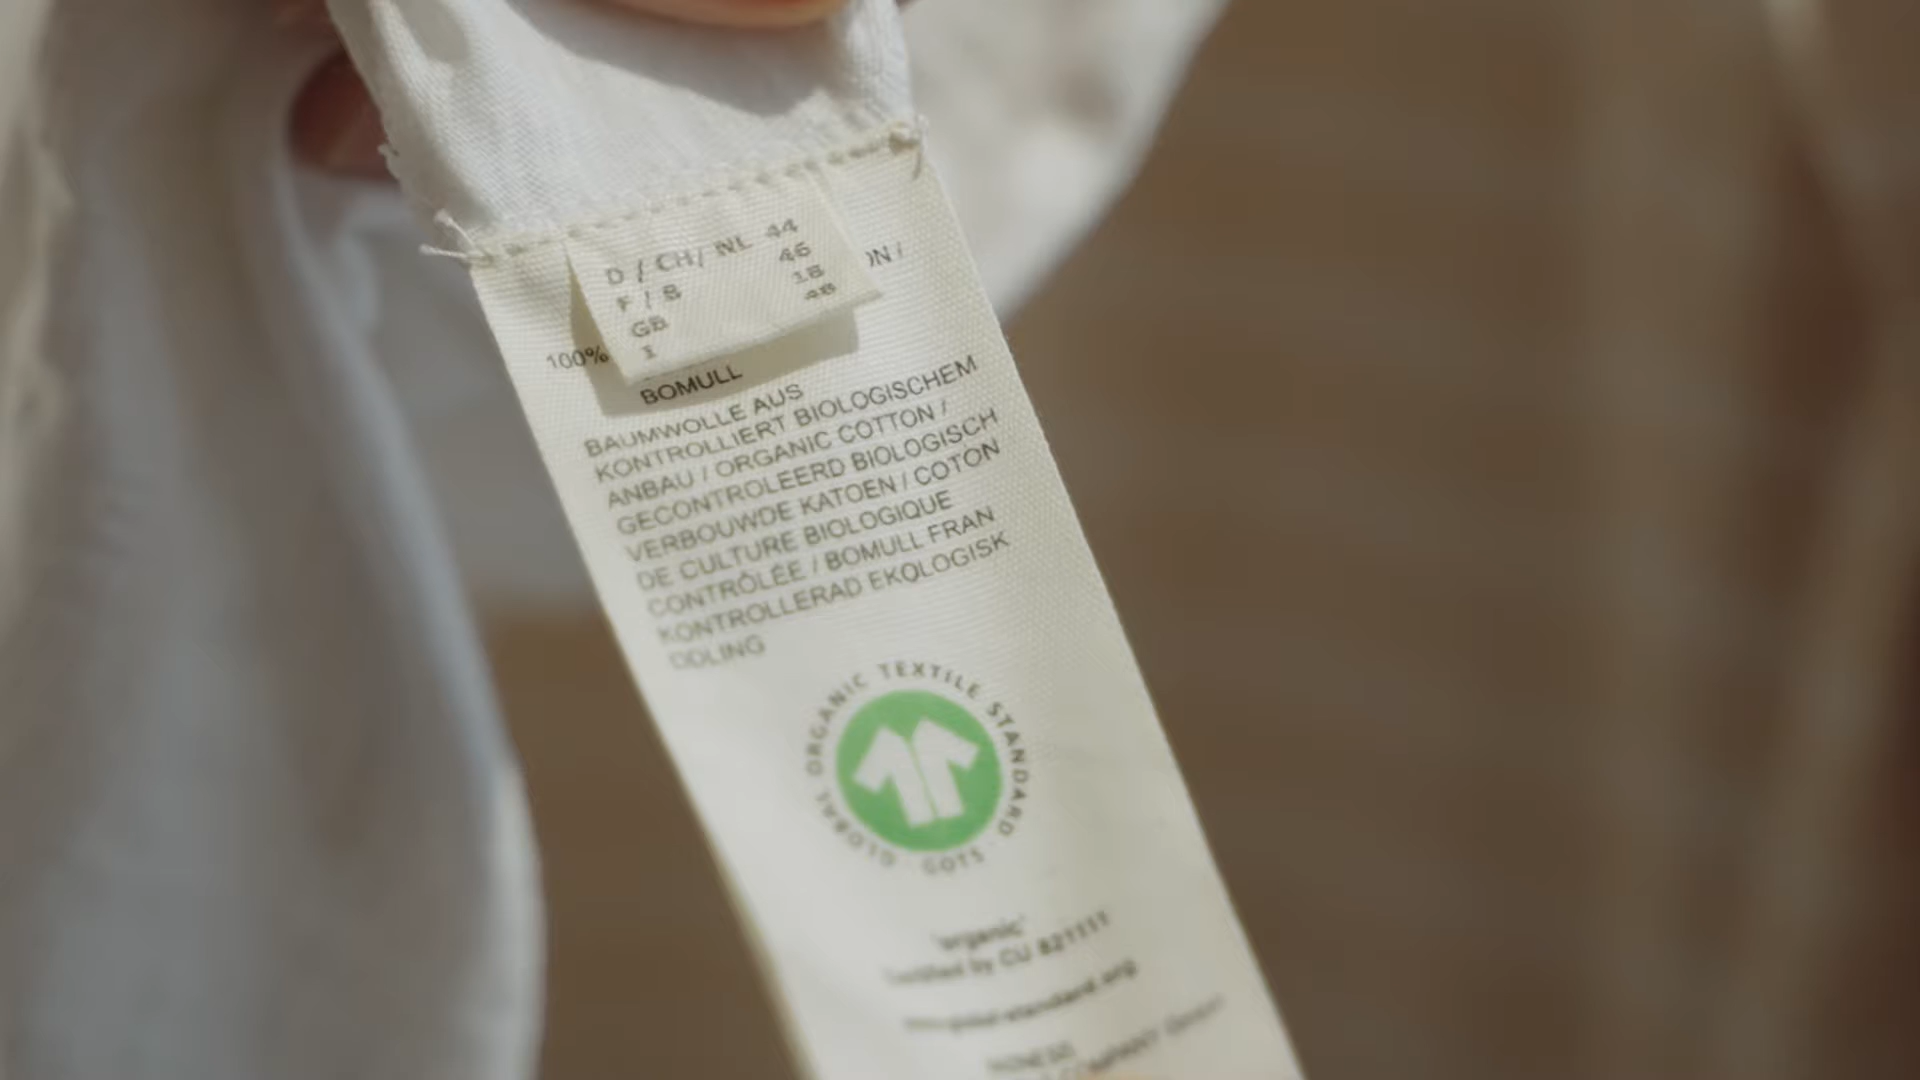 D / CH / NL 44
F / B 46
GB 18
I 48
ON /
100%
BOMULL
BAUMWOLLE AUS
KONTROLLIERT BIOLOGISCHEM
ANBAU / ORGANIC COTTON /
GECONTROLEERD BIOLOGISCH
VERBOUWDE KATOEN / COTON
DE CULTURE BIOLOGIQUE
CONTRÔLÉE / BOMULL FRAN
KONTROLLERAD EKOLOGISK
ODLING
GLOBAL ORGANIC TEXTILE STANDARD · GOTS ·
'organic'
Certified by CU 821111